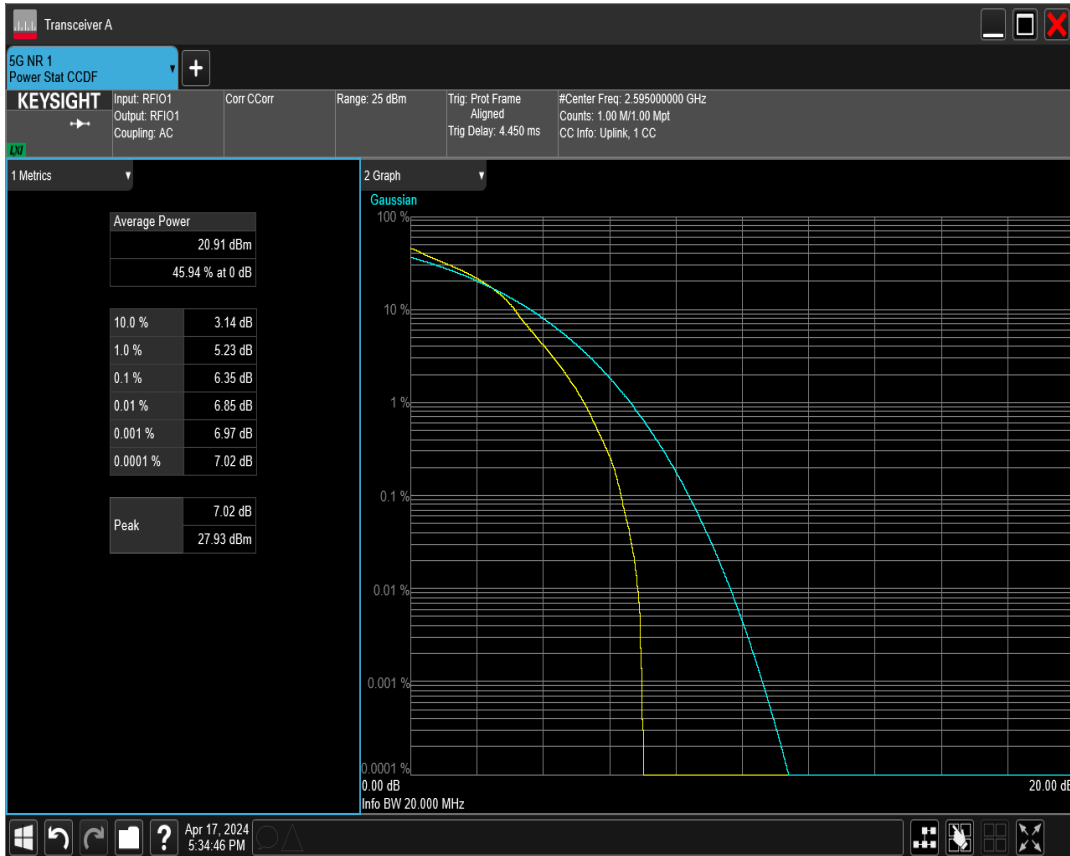 Transceiver A
5G NR 1
Power Stat CCDF
KEYSIGHT
LXI
Input: RFIO1
Output: RFIO1
Coupling: AC
Corr CCorr
Range: 25 dBm
Trig: Prot Frame
Aligned
Trig Delay: 4.450 ms
#Center Freq: 2.595000000 GHz
Counts: 1.00 M/1.00 Mpt
CC Info: Uplink, 1 CC
1 Metrics
Average Power
20.91 dBm
45.94 % at 0 dB
10.0 % 3.14 dB
1.0 % 5.23 dB
0.1 % 6.35 dB
0.01 % 6.85 dB
0.001 % 6.97 dB
0.0001 % 7.02 dB
Peak 7.02 dB
27.93 dBm
2 Graph
Gaussian
100 %
10 %
1 %
0.1 %
0.01 %
0.001 %
0.0001 %
0.00 dB 20.00 dB
Info BW 20.000 MHz
?
Apr 17, 2024
5:34:46 PM